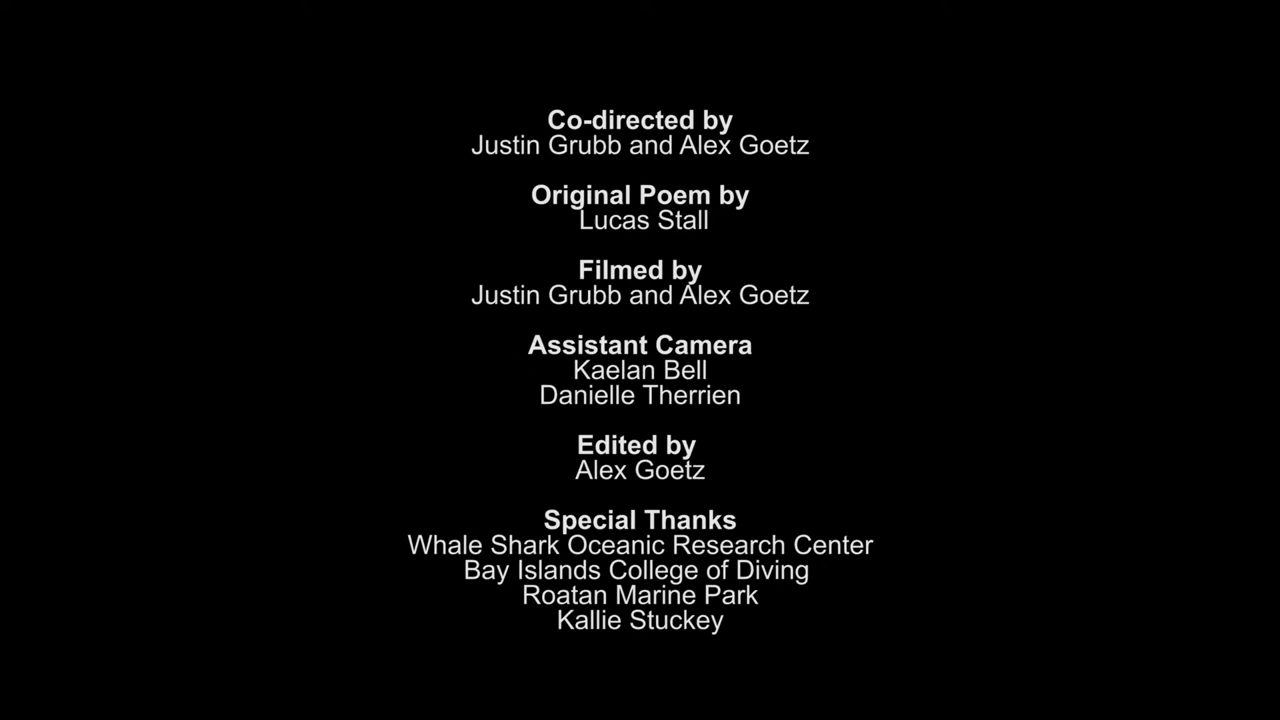 Co-directed by
Justin Grubb and Alex Goetz
Original Poem by
Lucas Stall
Filmed by
Justin Grubb and Alex Goetz
Assistant Camera
Kaelan Bell
Danielle Therrien
Edited by
Alex Goetz
Special Thanks
Whale Shark Oceanic Research Center
Bay Islands College of Diving
Roatan Marine Park
Kallie Stuckey